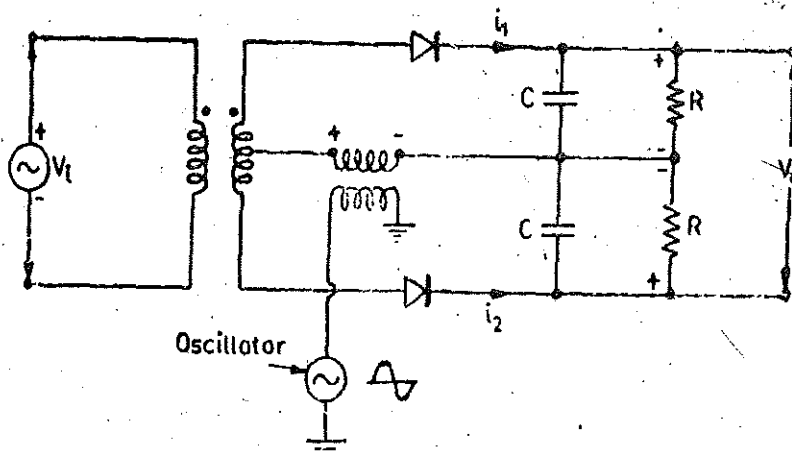 i₁
+
C
R
+
+
-
-
V₁
-
-
C
R
+
i₂
Oscillator